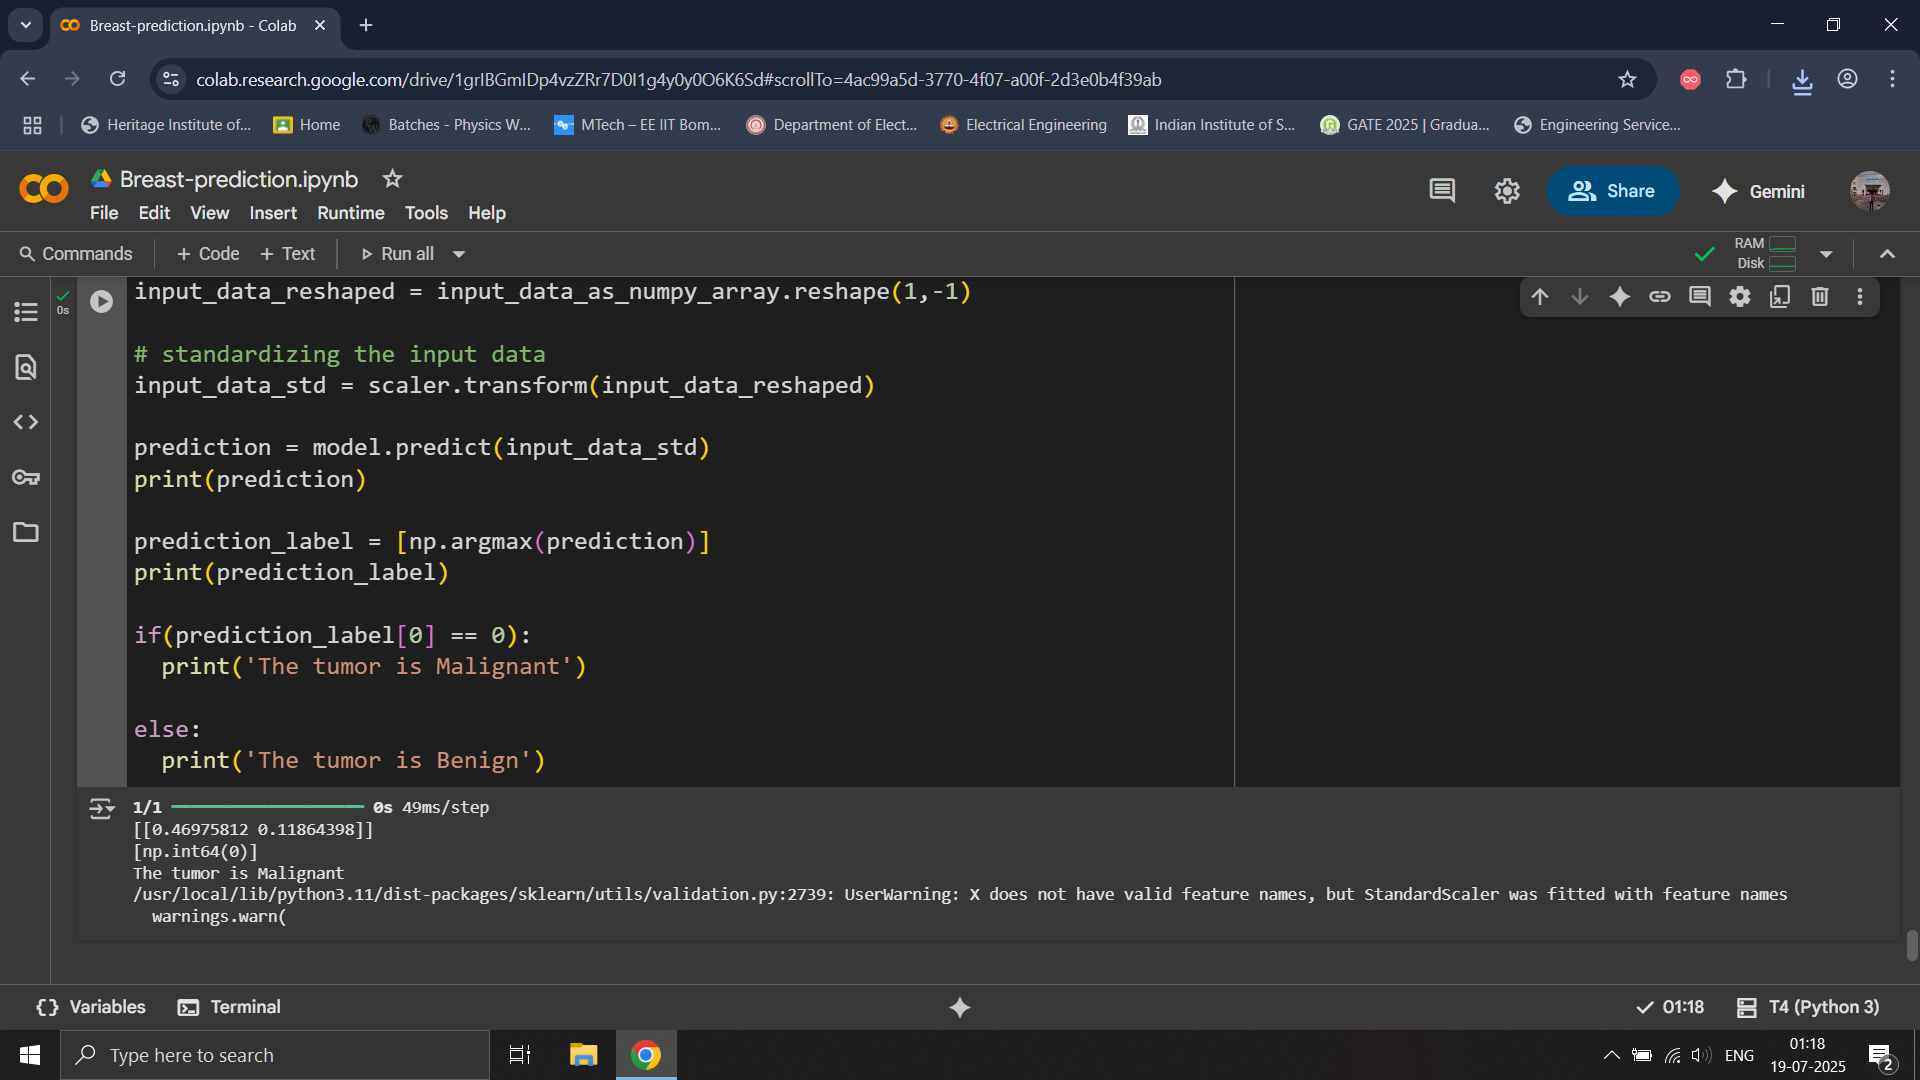 Breast-prediction.ipynb - Colab
colab.research.google.com/drive/1grIBGmIDp4vzZRr7D0I1g4y0y0O6K6Sd#scrollTo=4ac99a5d-3770-4f07-a00f-2d3e0b4f39ab
Heritage Institute of... Home Batches - Physics W... MTech – EE IIT Bom... Department of Elect... Electrical Engineering Indian Institute of S... GATE 2025 | Gradua... Engineering Service...
Breast-prediction.ipynb
Share Gemini
File Edit View Insert Runtime Tools Help
Commands + Code + Text Run all RAM
Disk
0s
input_data_reshaped = input_data_as_numpy_array.reshape(1,-1)
# standardizing the input data
input_data_std = scaler.transform(input_data_reshaped)
prediction = model.predict(input_data_std)
print(prediction)
prediction_label = [np.argmax(prediction)]
print(prediction_label)
if(prediction_label[0] == 0):
print('The tumor is Malignant')
else:
print('The tumor is Benign')
1/1 0s 49ms/step
[[0.46975812 0.11864398]]
[np.int64(0)]
The tumor is Malignant
/usr/local/lib/python3.11/dist-packages/sklearn/utils/validation.py:2739: UserWarning: X does not have valid feature names, but StandardScaler was fitted with feature names
warnings.warn(
{} Variables Terminal 01:18 T4 (Python 3)
Type here to search ENG 01:18
19-07-2025 2